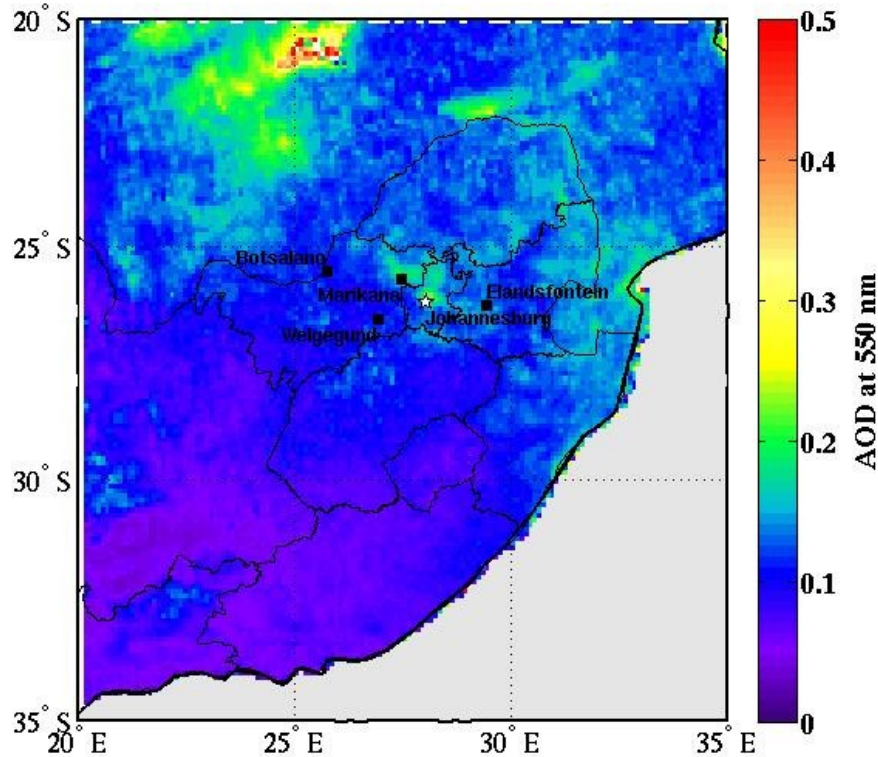 20° S
25° S
30° S
35° S
20° E
25° E
30° E
35° E
Botsalano
Marikana
Elandsfontein
Johannesburg
Welgegund
0.5
0.4
0.3
0.2
0.1
0
AOD at 550 nm